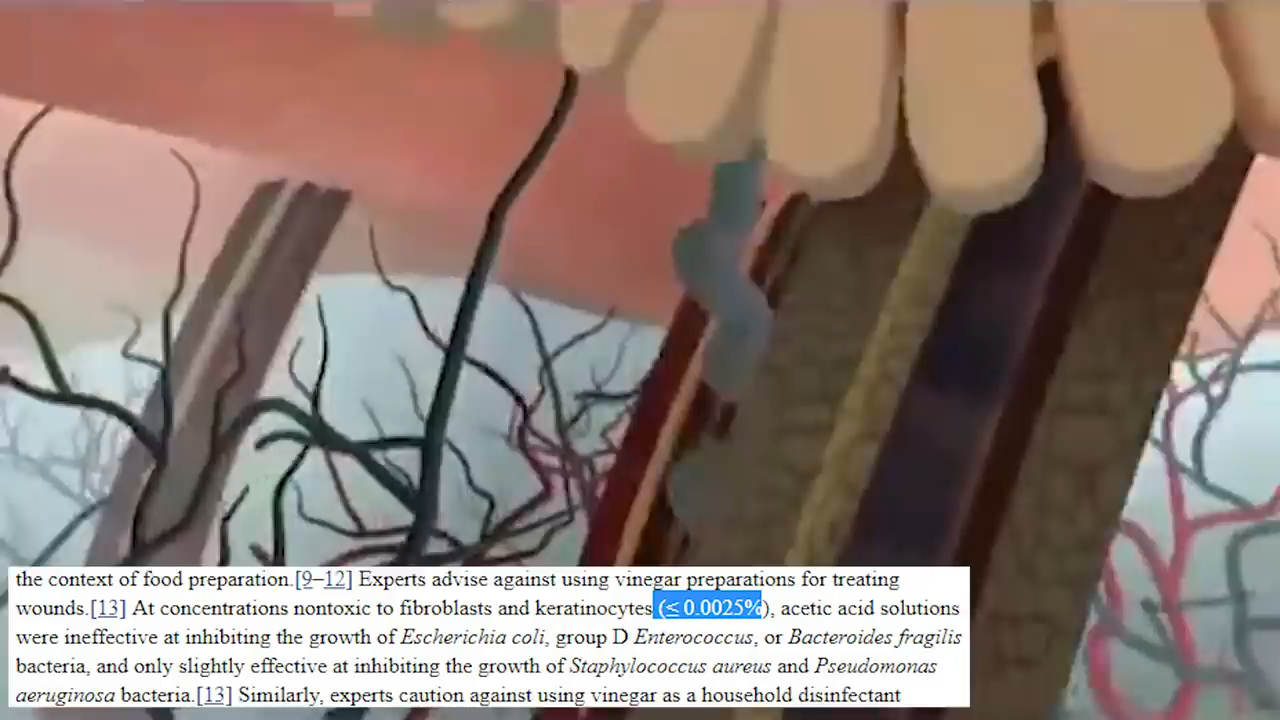 the context of food preparation.[9–12] Experts advise against using vinegar preparations for treating
wounds.[13] At concentrations nontoxic to fibroblasts and keratinocytes (≤ 0.0025%), acetic acid solutions
were ineffective at inhibiting the growth of Escherichia coli, group D Enterococcus, or Bacteroides fragilis
bacteria, and only slightly effective at inhibiting the growth of Staphylococcus aureus and Pseudomonas
aeruginosa bacteria.[13] Similarly, experts caution against using vinegar as a household disinfectant